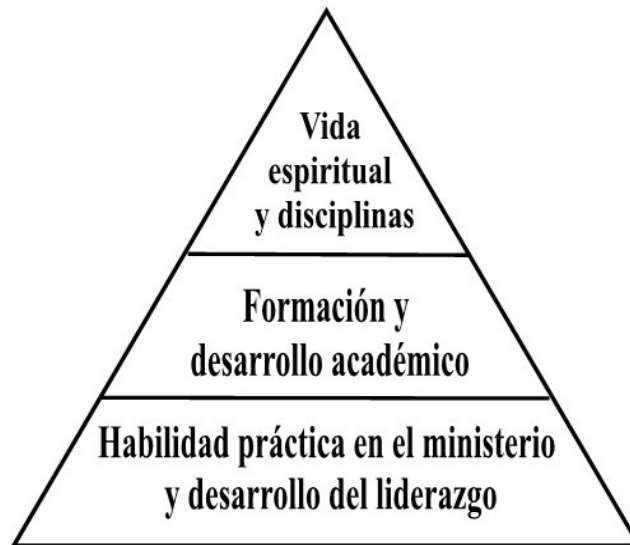 Vida
espiritual
y disciplinas
Formación y
desarrollo académico
Habilidad práctica en el ministerio
y desarrollo del liderazgo